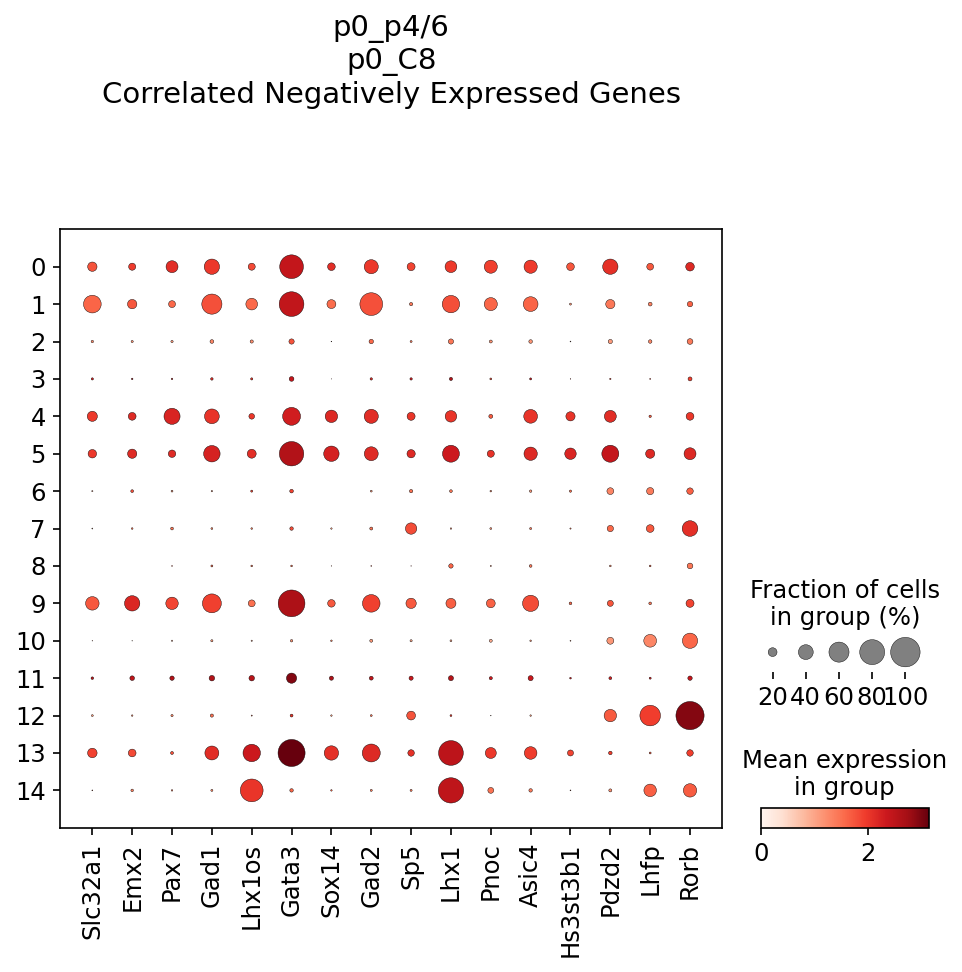 p0_p4/6
p0_C8
Correlated Negatively Expressed Genes
0
1
2
3
4
5
6
7
8
9
10
11
12
13
14
Slc32a1
Emx2
Pax7
Gad1
Lhx1os
Gata3
Sox14
Gad2
Sp5
Lhx1
Pnoc
Asic4
Hs3st3b1
Pdzd2
Lhfp
Rorb
Fraction of cells
in group (%)
20 40 60 80 100
Mean expression
in group
0 2